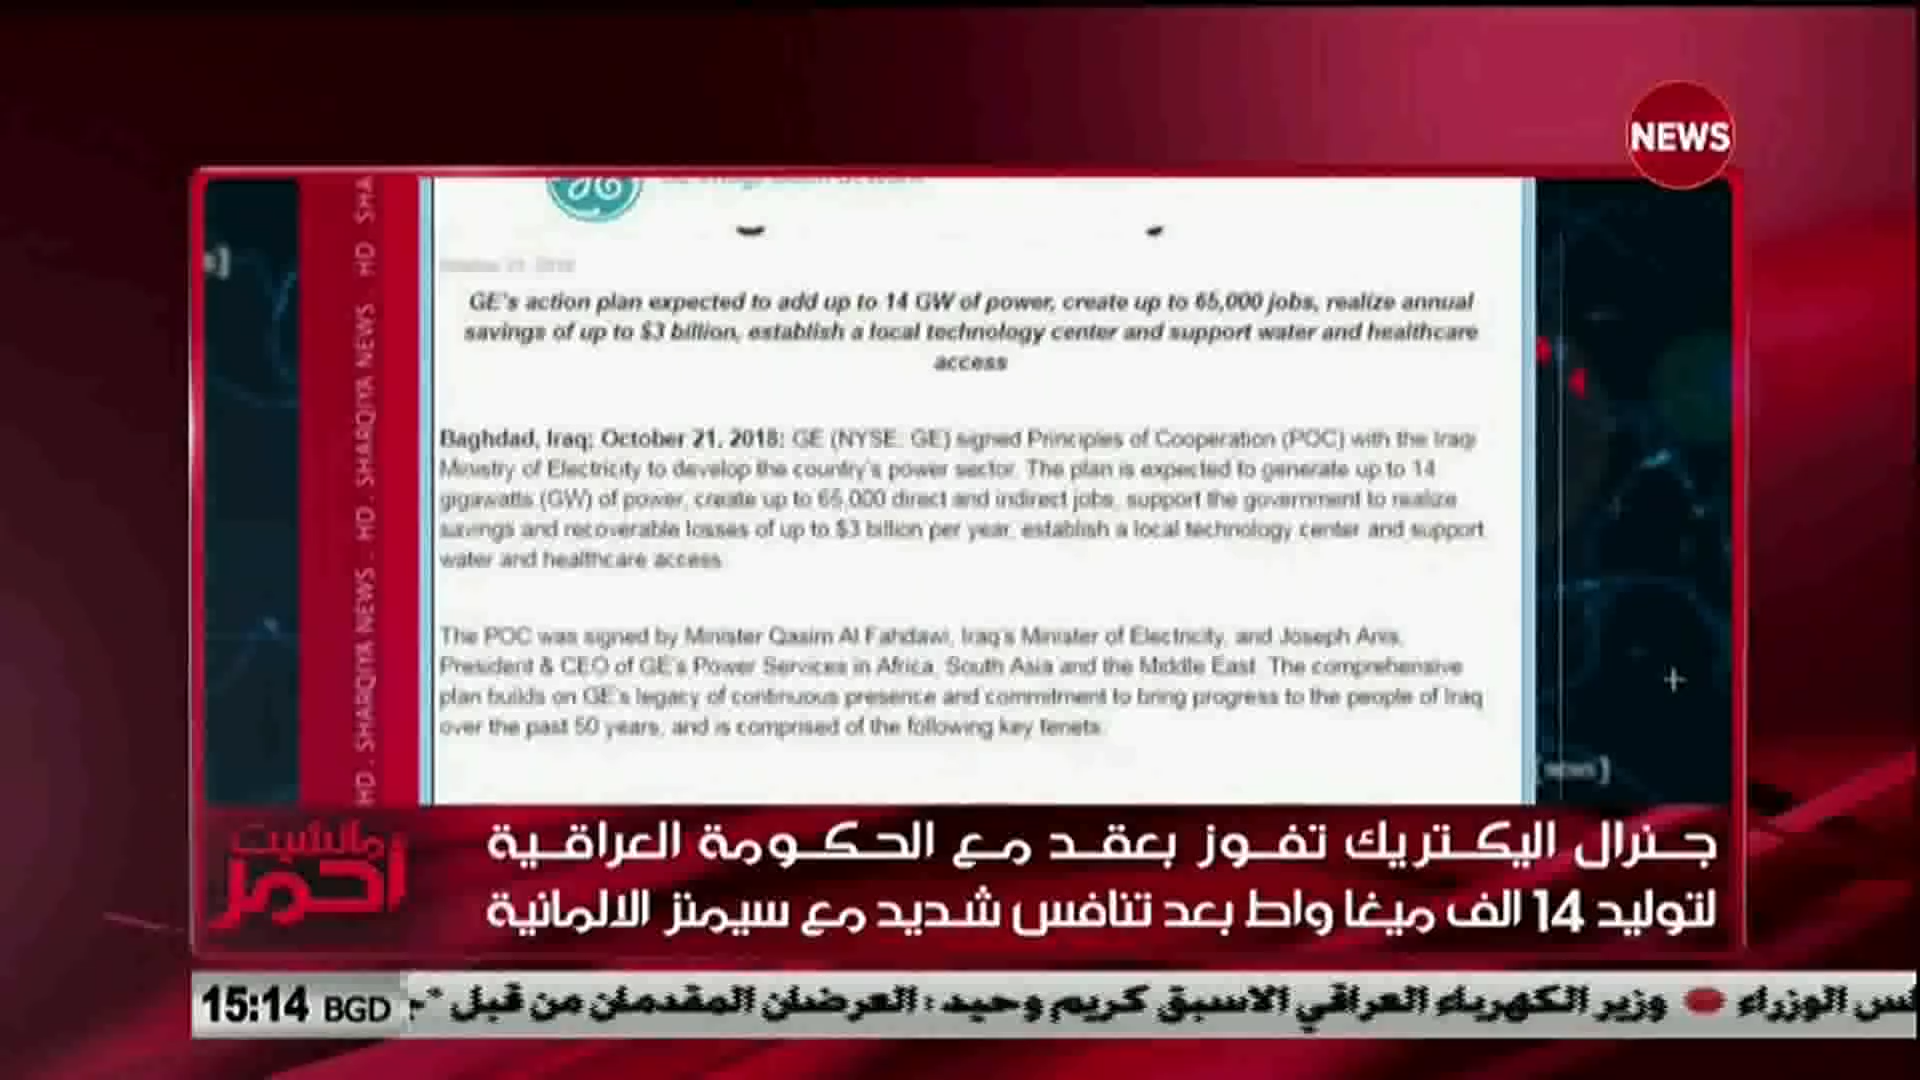 NEWS
HD . SHARQIYA NEWS . HD . SHARQIYA NEWS . HD SHA
GE's action plan expected to add up to 14 GW of power, create up to 65,000 jobs, realize annual
savings of up to $3 billion, establish a local technology center and support water and healthcare
access
Baghdad, Iraq; October 21, 2018: GE (NYSE: GE) signed Principles of Cooperation (POC) with the Iraqi
Ministry of Electricity to develop the country's power sector. The plan is expected to generate up to 14
gigawatts (GW) of power, create up to 65,000 direct and indirect jobs, support the government to realize
savings and recoverable losses of up to $3 billion per year, establish a local technology center and support
water and healthcare access.
The POC was signed by Minister Qasim Al Fahdawi, Iraq's Minister of Electricity, and Joseph Anis,
President & CEO of GE's Power Services in Africa, South Asia and the Middle East. The comprehensive
plan builds on GE's legacy of continuous presence and commitment to bring progress to the people of Iraq
over the past 50 years, and is comprised of the following key tenets:
مانشيت
أحمر
جنرال اليكتريك تفوز بعقد مع الحكومة العراقية
لتوليد 14 الف ميغا واط بعد تنافس شديد مع سيمنز الالمانية
الوزراء ● وزير الكهرباء العراقي الاسبق كريم وحيد : العرضان المقدمان من قبل
15:14 BGD